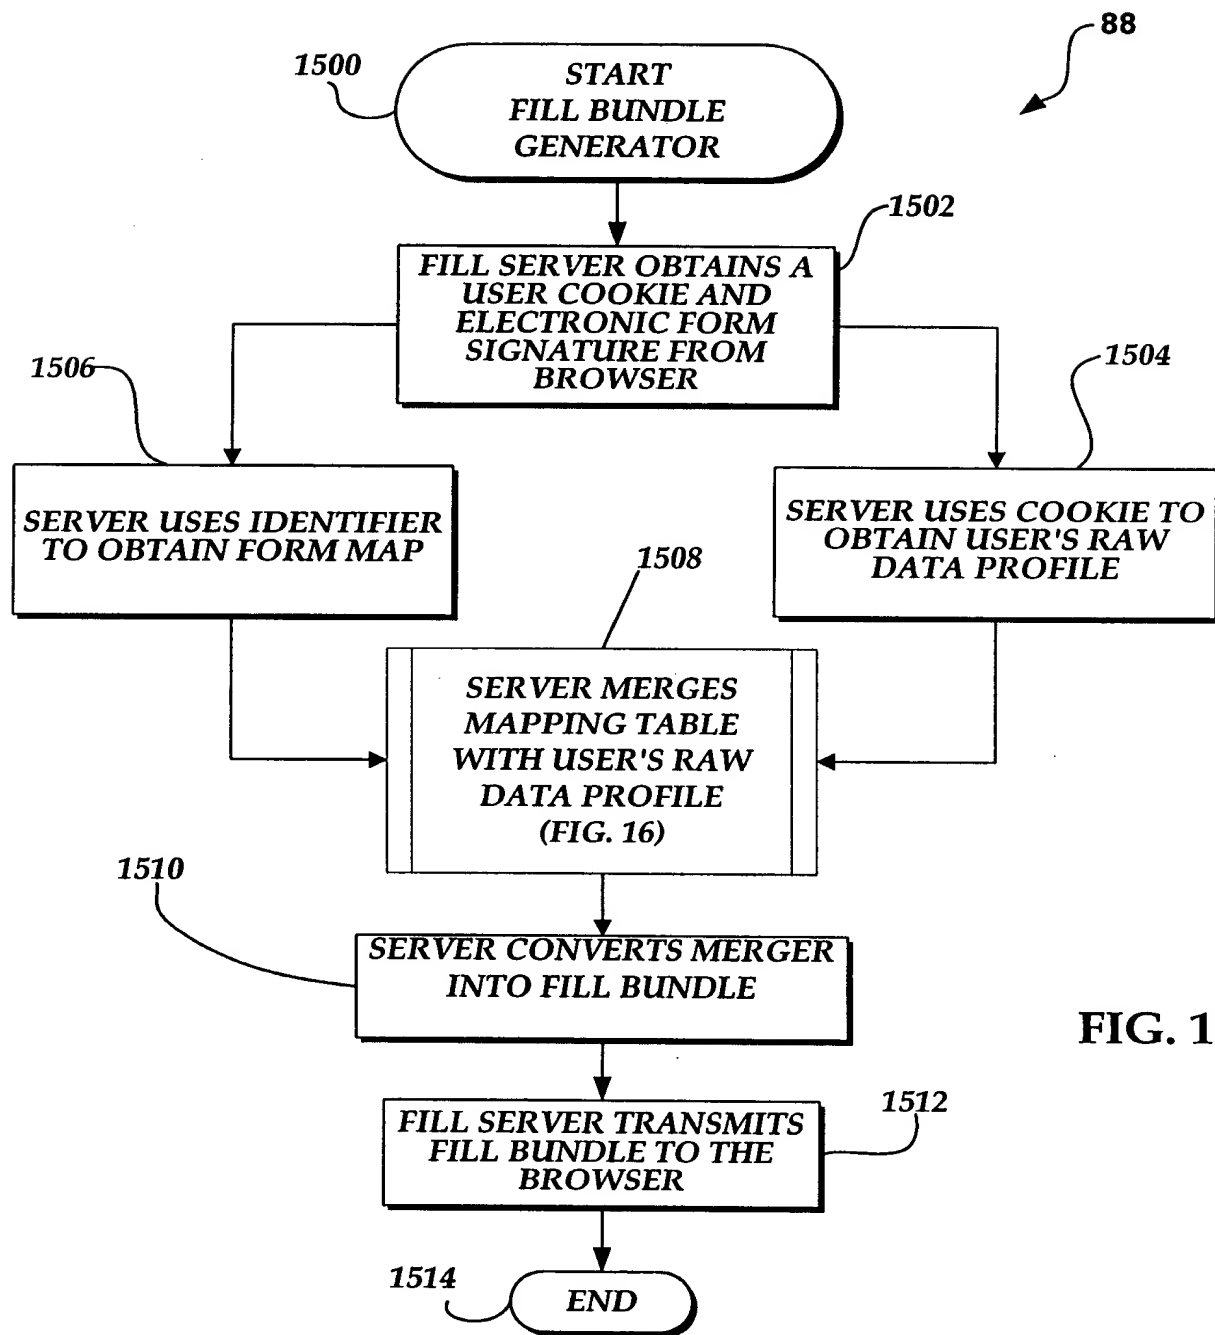 88
1500
START
FILL BUNDLE
GENERATOR
1502
FILL SERVER OBTAINS A
USER COOKIE AND
ELECTRONIC FORM
SIGNATURE FROM
BROWSER
1506
1504
SERVER USES IDENTIFIER
TO OBTAIN FORM MAP
SERVER USES COOKIE TO
OBTAIN USER'S RAW
DATA PROFILE
1508
SERVER MERGES
MAPPING TABLE
WITH USER'S RAW
DATA PROFILE
(FIG. 16)
1510
SERVER CONVERTS MERGER
INTO FILL BUNDLE
FIG. 1
1512
FILL SERVER TRANSMITS
FILL BUNDLE TO THE
BROWSER
1514
END